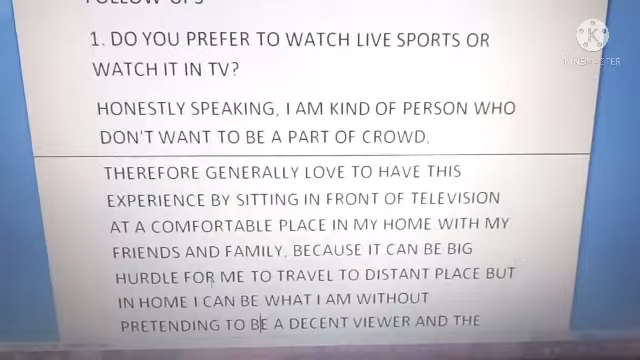 FOLLOW-UPS
1. DO YOU PREFER TO WATCH LIVE SPORTS OR
WATCH IT IN TV?
HONESTLY SPEAKING, I AM KIND OF PERSON WHO
DON'T WANT TO BE A PART OF CROWD.
THEREFORE GENERALLY LOVE TO HAVE THIS
EXPERIENCE BY SITTING IN FRONT OF TELEVISION
AT A COMFORTABLE PLACE IN MY HOME WITH MY
FRIENDS AND FAMILY, BECAUSE IT CAN BE BIG
HURDLE FOR ME TO TRAVEL TO DISTANT PLACE BUT
IN HOME I CAN BE WHAT I AM WITHOUT
PRETENDING TO BE A DECENT VIEWER AND THE
KINEMASTER